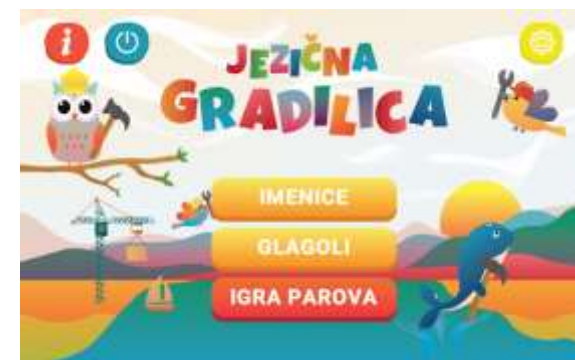 i
JEZIČNA
GRADILICA
IMENICE
GLAGOLI
IGRA PAROVA